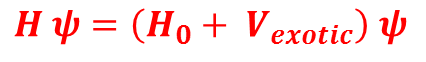 H ψ = (H₀ + V_exotic) ψ